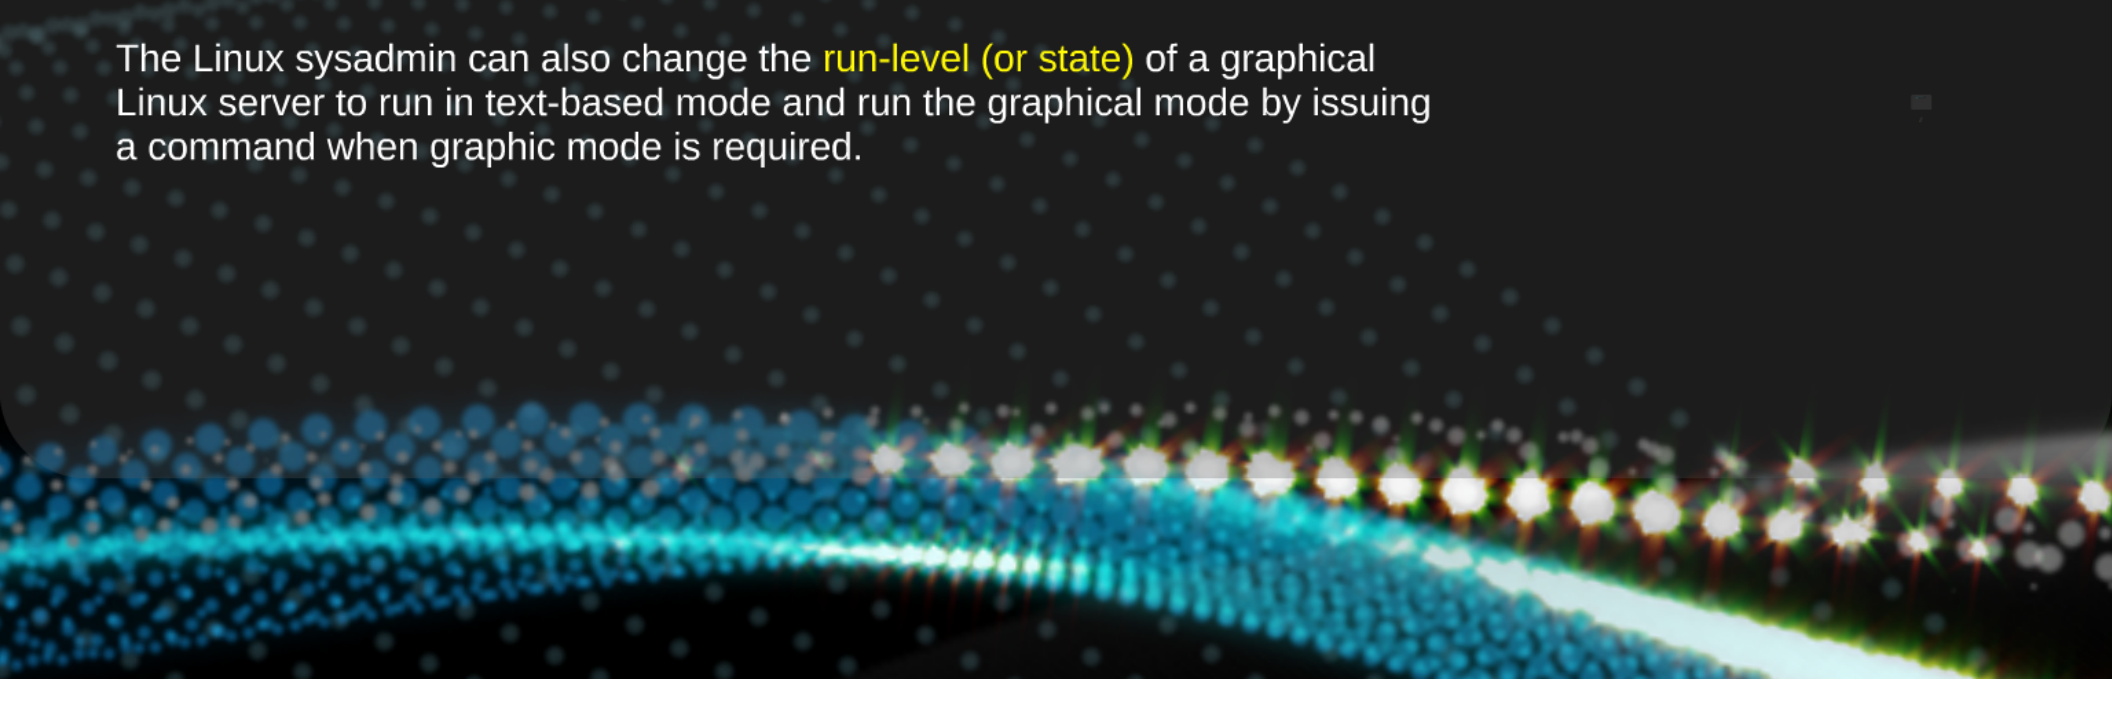 The Linux sysadmin can also change the run-level (or state) of a graphical
Linux server to run in text-based mode and run the graphical mode by issuing
a command when graphic mode is required.